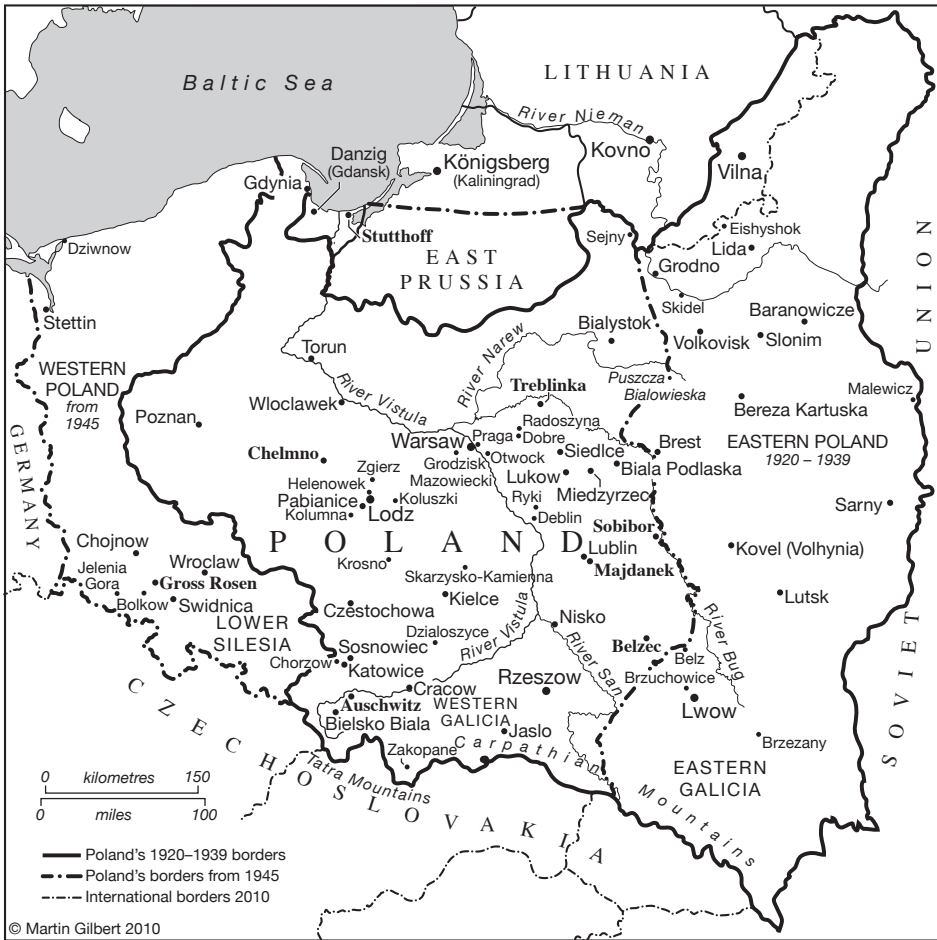 Baltic Sea
LITHUANIA
River Nieman
Kovno
Danzig
(Gdansk)
Königsberg
(Kaliningrad)
Vilna
Gdynia
Stutthoff
Sejny
Eishyshok
Lida
Dziwnow
EAST
PRUSSIA
Grodno
Skidel
Stettin
Baranowicze
Bialystok
Volkovisk
Slonim
Torun
River Narew
WESTERN
POLAND
from
1945
River Vistula
Treblinka
Puszcza
Bialowieska
Malewicz
Wloclawek
Bereza Kartuska
Poznan
Radoszyna
Warsaw
Praga
Dobre
Brest
EASTERN POLAND
1920 – 1939
Chelmno
Grodzisk
Mazowiecki
Otwock
Siedlce
Biala Podlaska
Zgierz
Lukow
Miedzyrzec
Helenowek
Pabianice
Koluszki
Ryki
Kolumna
Lodz
Deblin
Sarny
GERMANY
Sobibor
POLAND
Chojnow
Lublin
Kovel (Volhynia)
Wroclaw
Krosno
Majdanek
Jelenia
Gora
Gross Rosen
Skarzysko-Kamienna
Bolkow
Swidnica
Czestochowa
Kielce
Lutsk
LOWER
SILESIA
Nisko
Dzialoszyce
River Vistula
River Bug
Sosnowiec
Belzec
Chorzow
Katowice
River San
Belz
Brzuchowice
Cracow
Rzeszow
Auschwitz
WESTERN
GALICIA
Lwow
Bielsko Biala
Jaslo
Brzezany
Zakopane
Carpathian
Mountains
Tatra Mountains
EASTERN
GALICIA
CZECHOSLOVAKIA
SOVIET UNION
0 kilometres 150
0 miles 100
Poland's 1920–1939 borders
Poland's borders from 1945
International borders 2010
© Martin Gilbert 2010